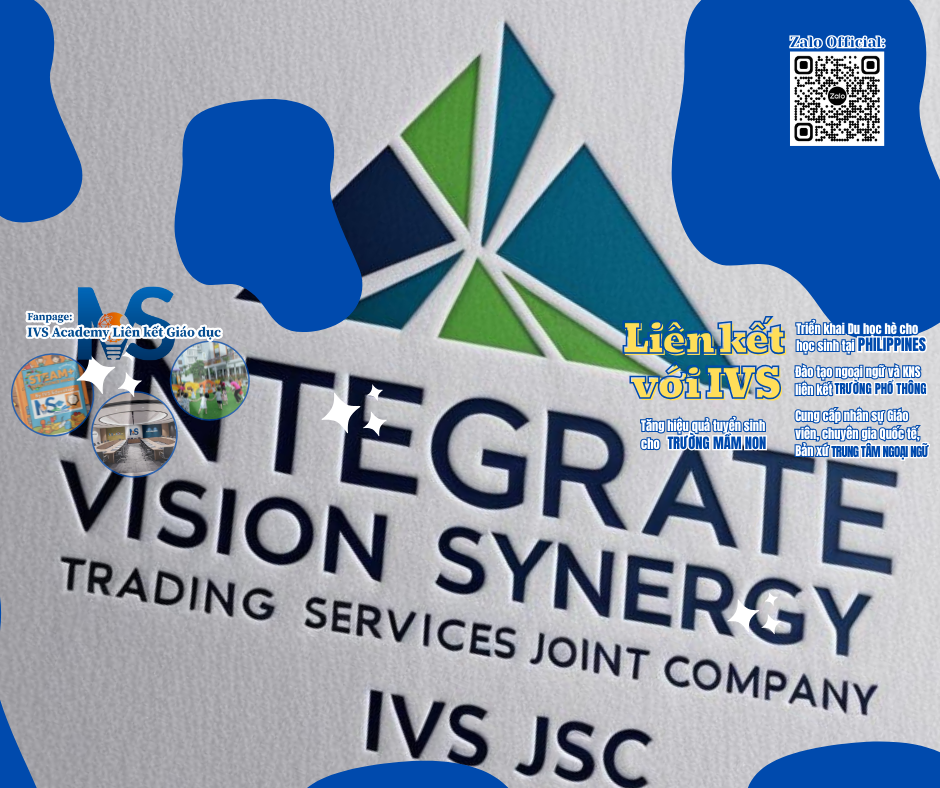 Zalo Official:
Zalo
Fanpage:
IVS Academy Liên kết Giáo dục
IVS
STEAM
Liên kết
với IVS
Tăng hiệu quả tuyển sinh
cho TRƯỜNG MẦM NON
Triển khai Du học hè cho
học sinh tại PHILIPPINES
Đào tạo ngoại ngữ và KNS
liên kết TRƯỜNG PHỔ THÔNG
Cung cấp nhân sự Giáo
viên, chuyên gia Quốc tế,
Bản xứ TRUNG TÂM NGOẠI NGỮ
INTEGRATE
VISION SYNERGY
TRADING SERVICES JOINT COMPANY
IVS JSC